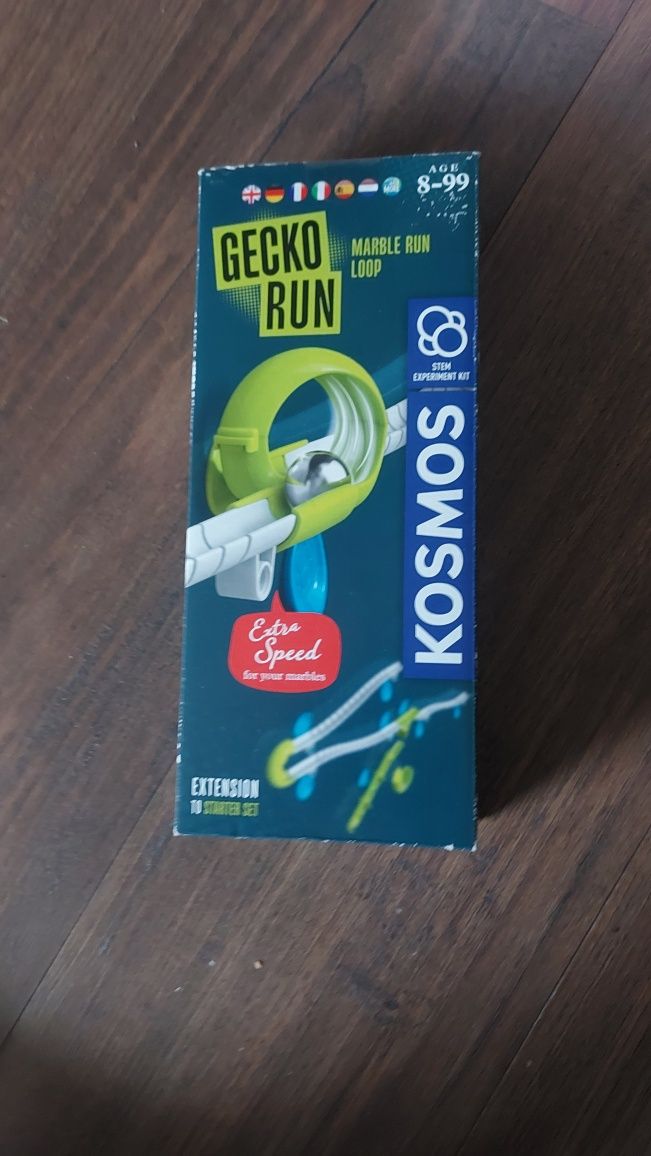 AGE
8-99
GECKO
RUN
MARBLE RUN
LOOP
STEM
EXPERIMENT KIT
KOSMOS
Extra
Speed
for your marbles
EXTENSION
TO STARTER SET